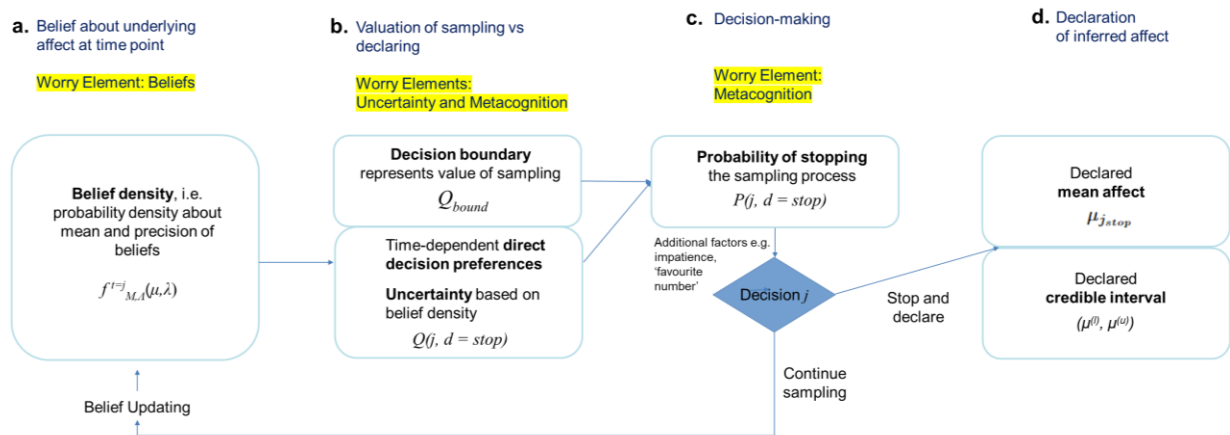 a. Belief about underlying
affect at time point
Worry Element: Beliefs
Belief density, i.e.
probability density about
mean and precision of
beliefs
f^{t=j}_{M,Λ}(μ,λ)
Belief Updating
b. Valuation of sampling vs
declaring
Worry Elements:
Uncertainty and Metacognition
Decision boundary
represents value of sampling
Q_{bound}
Time-dependent direct
decision preferences
Uncertainty based on
belief density
Q(j, d = stop)
c. Decision-making
Worry Element:
Metacognition
Probability of stopping
the sampling process
P(j, d = stop)
Additional factors e.g.
impatience,
'favourite
number'
Decision j
Stop and
declare
Continue
sampling
d. Declaration
of inferred affect
Declared
mean affect
μ_{j_{stop}}
Declared
credible interval
(μ^{(l)}, μ^{(u)})